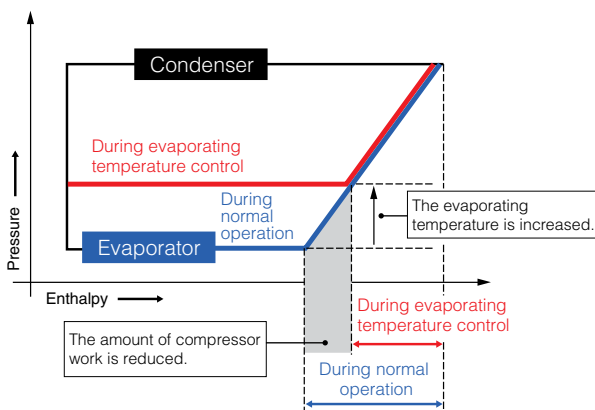 Condenser
During evaporating
temperature control
During
normal
operation
The evaporating
temperature is increased.
Evaporator
Pressure
Enthalpy
During evaporating
temperature control
The amount of compressor
work is reduced.
During normal
operation